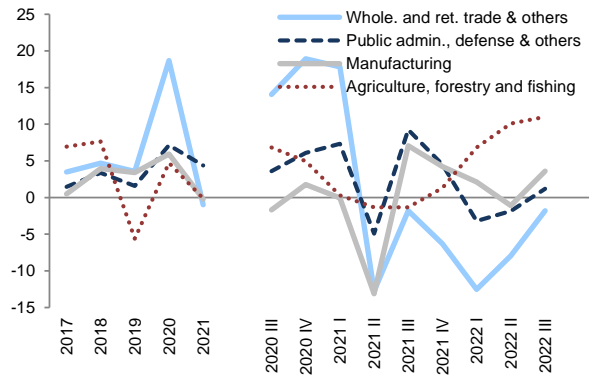 25
20
15
10
5
0
-5
-10
-15
Whole. and ret. trade & others
Public admin., defense & others
Manufacturing
Agriculture, forestry and fishing
2017
2018
2019
2020
2021
2020 III
2020 IV
2021 I
2021 II
2021 III
2021 IV
2022 I
2022 II
2022 III